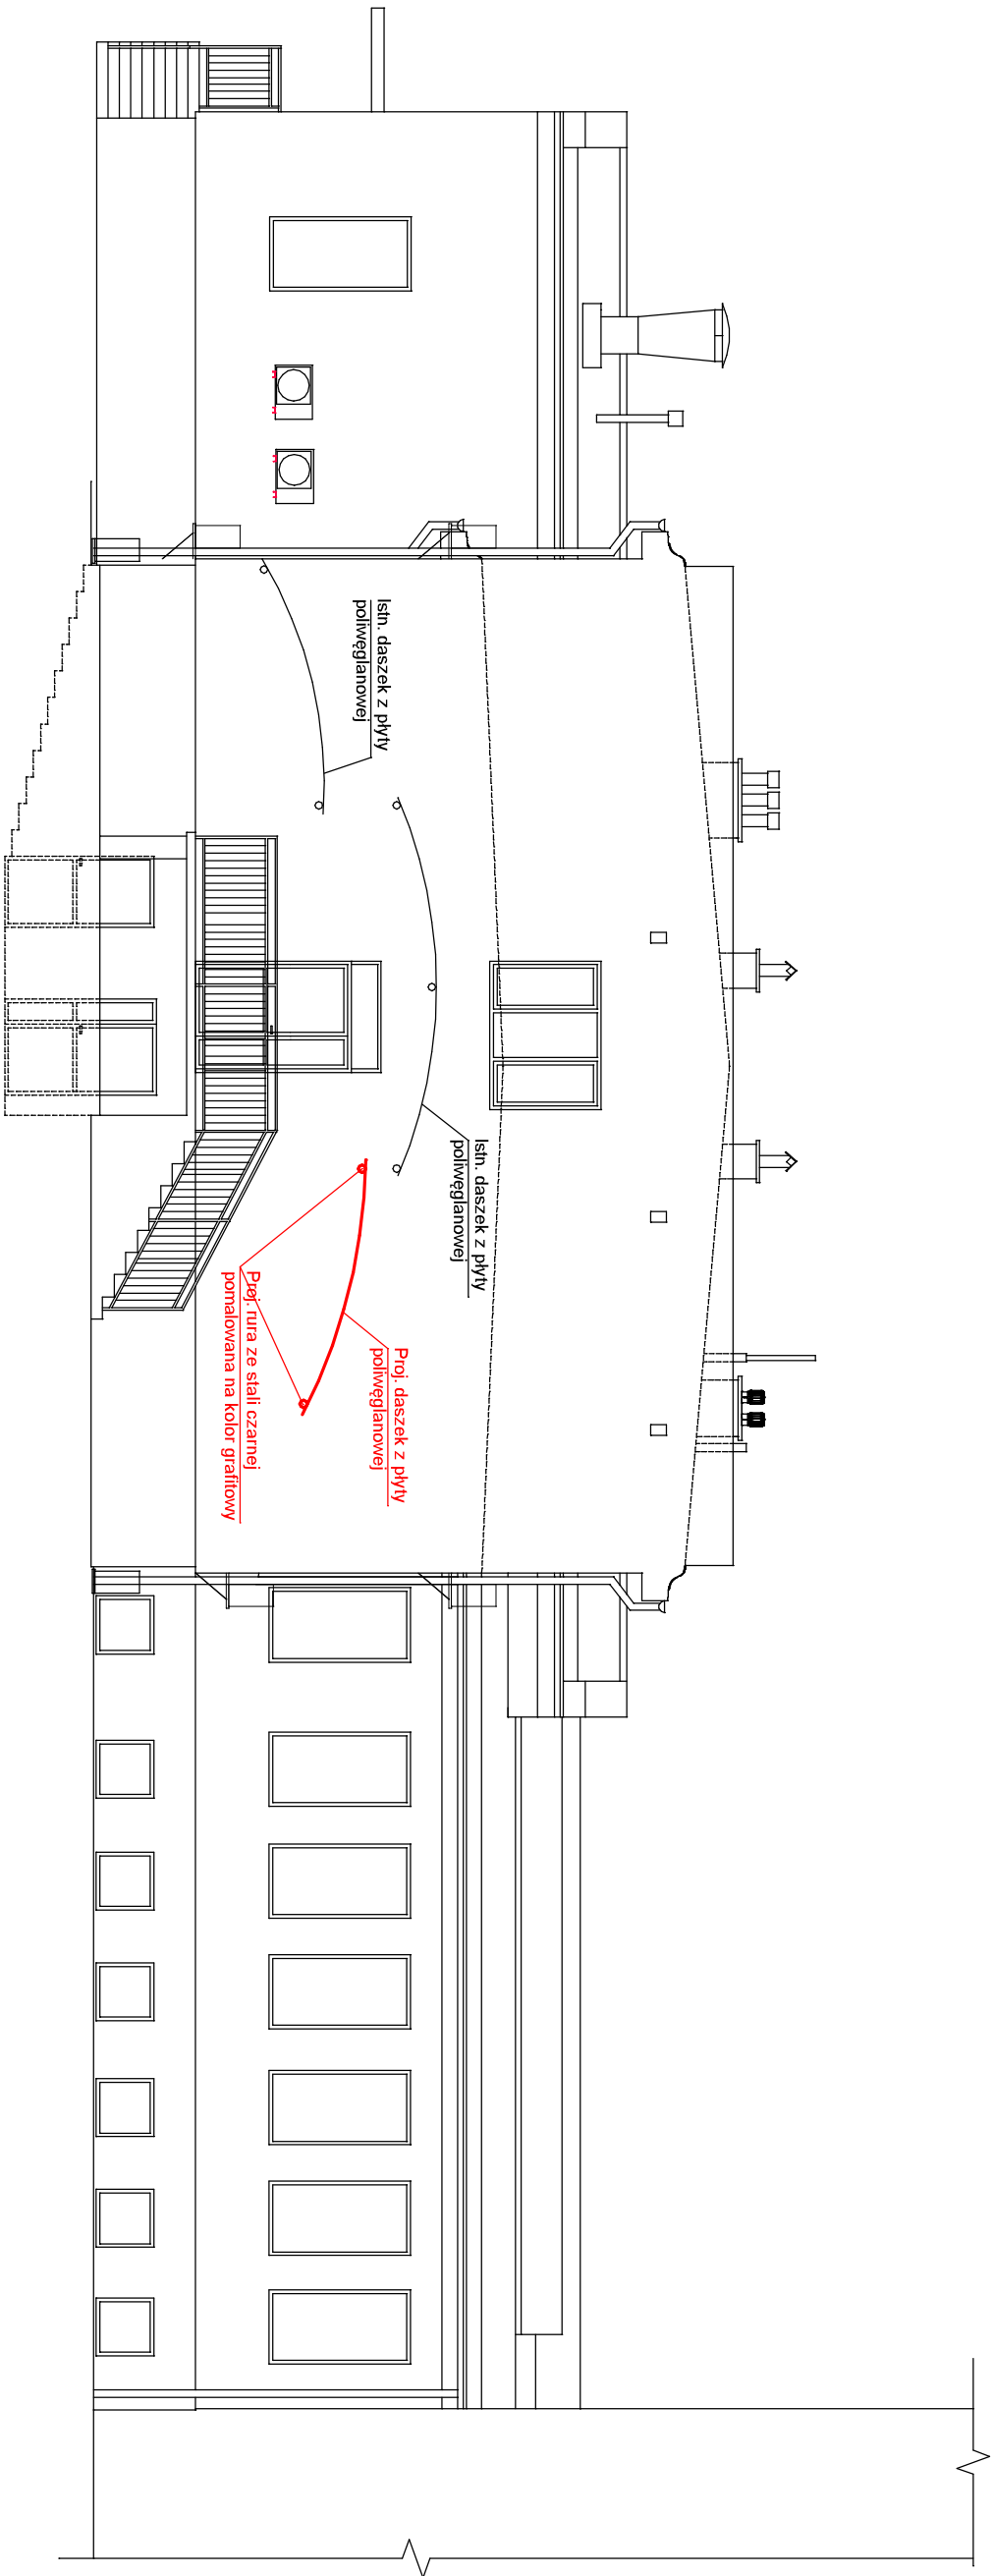 Istn. daszek z płyty
poliwęglanowej
Istn. daszek z płyty
poliwęglanowej
Proj. daszek z płyty
poliwęglanowej
Proj. rura ze stali czarnej
pomalowana na kolor grafitowy